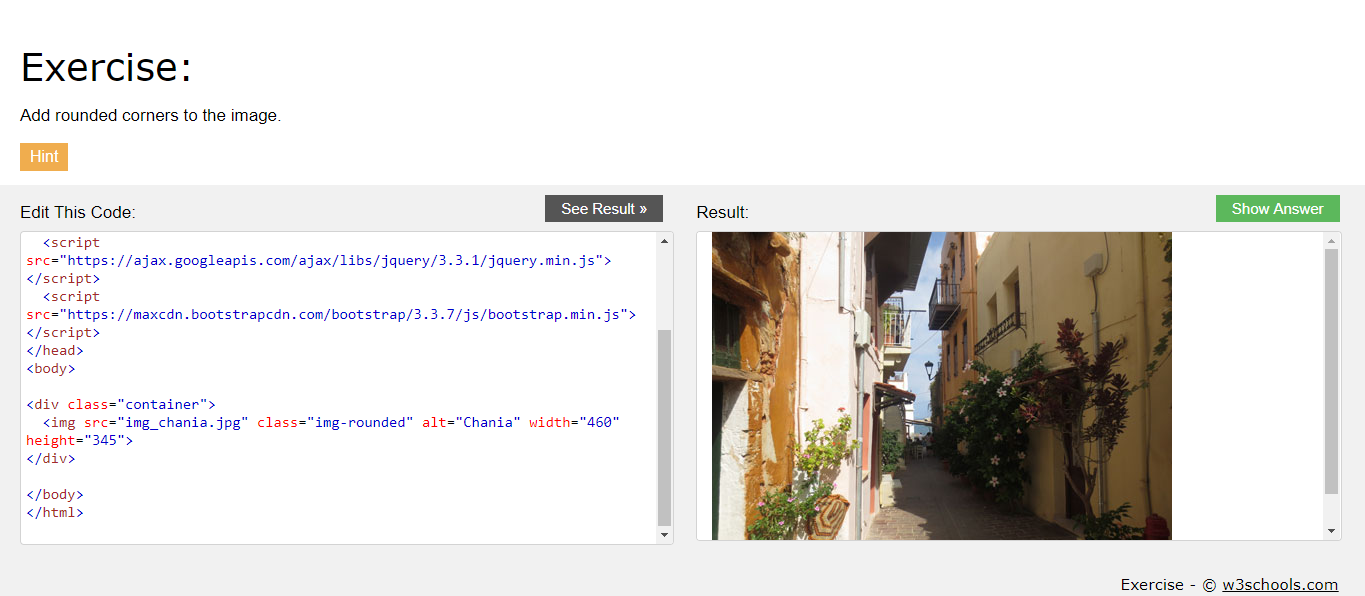 Exercise:
Add rounded corners to the image.
Hint
Edit This Code:
See Result »
Result:
Show Answer
<script
src="https://ajax.googleapis.com/ajax/libs/jquery/3.3.1/jquery.min.js">
</script>
<script
src="https://maxcdn.bootstrapcdn.com/bootstrap/3.3.7/js/bootstrap.min.js">
</script>
</head>
<body>
<div class="container">
<img src="img_chania.jpg" class="img-rounded" alt="Chania" width="460"
height="345">
</div>
</body>
</html>
Exercise - © w3schools.com